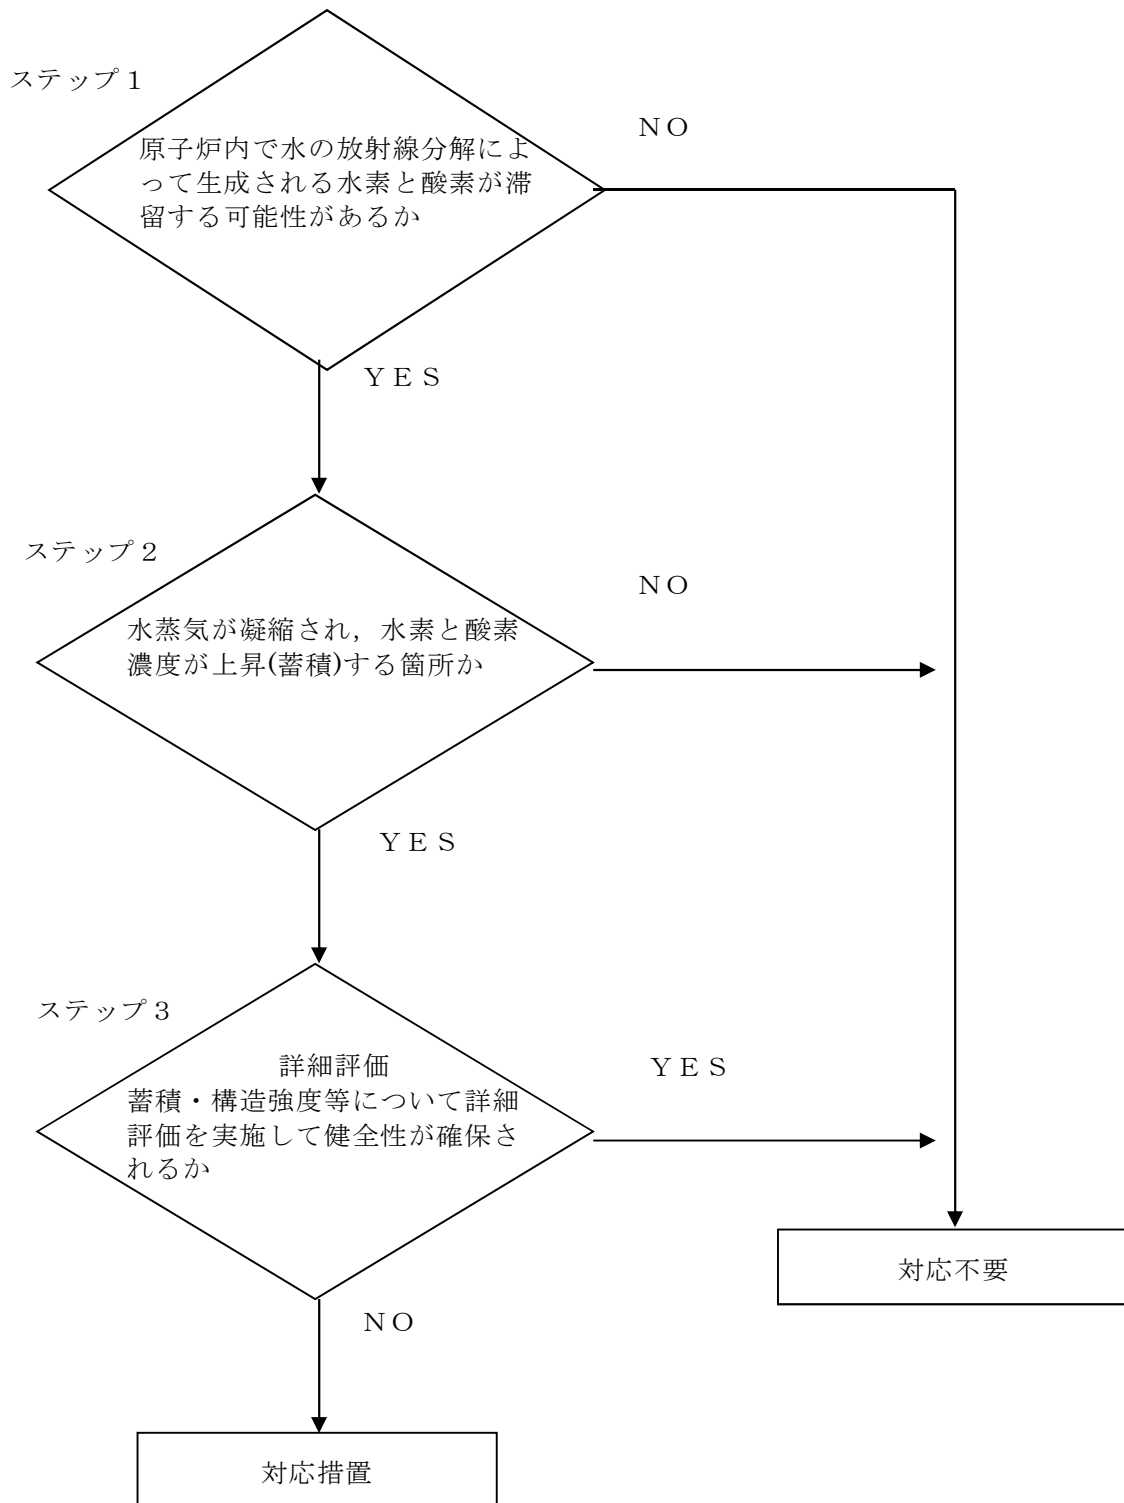 ステップ１
ＮＯ
原子炉内で水の放射線分解によ
って生成される水素と酸素が滞
留する可能性があるか
ＹＥＳ
ステップ２
ＮＯ
水蒸気が凝縮され，水素と酸素
濃度が上昇(蓄積)する箇所か
ＹＥＳ
ステップ３
詳細評価
ＹＥＳ
蓄積・構造強度等について詳細
評価を実施して健全性が確保さ
れるか
対応不要
ＮＯ
対応措置